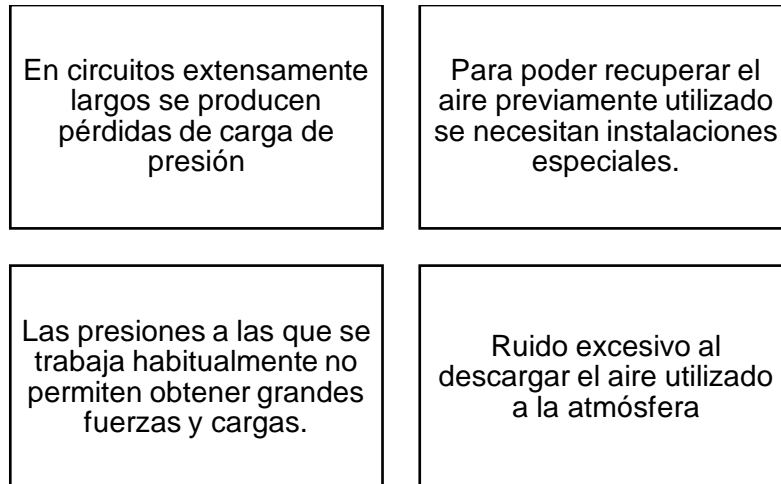 En circuitos extensamente
largos se producen
pérdidas de carga de
presión
Para poder recuperar el
aire previamente utilizado
se necesitan instalaciones
especiales.
Las presiones a las que se
trabaja habitualmente no
permiten obtener grandes
fuerzas y cargas.
Ruido excesivo al
descargar el aire utilizado
a la atmósfera